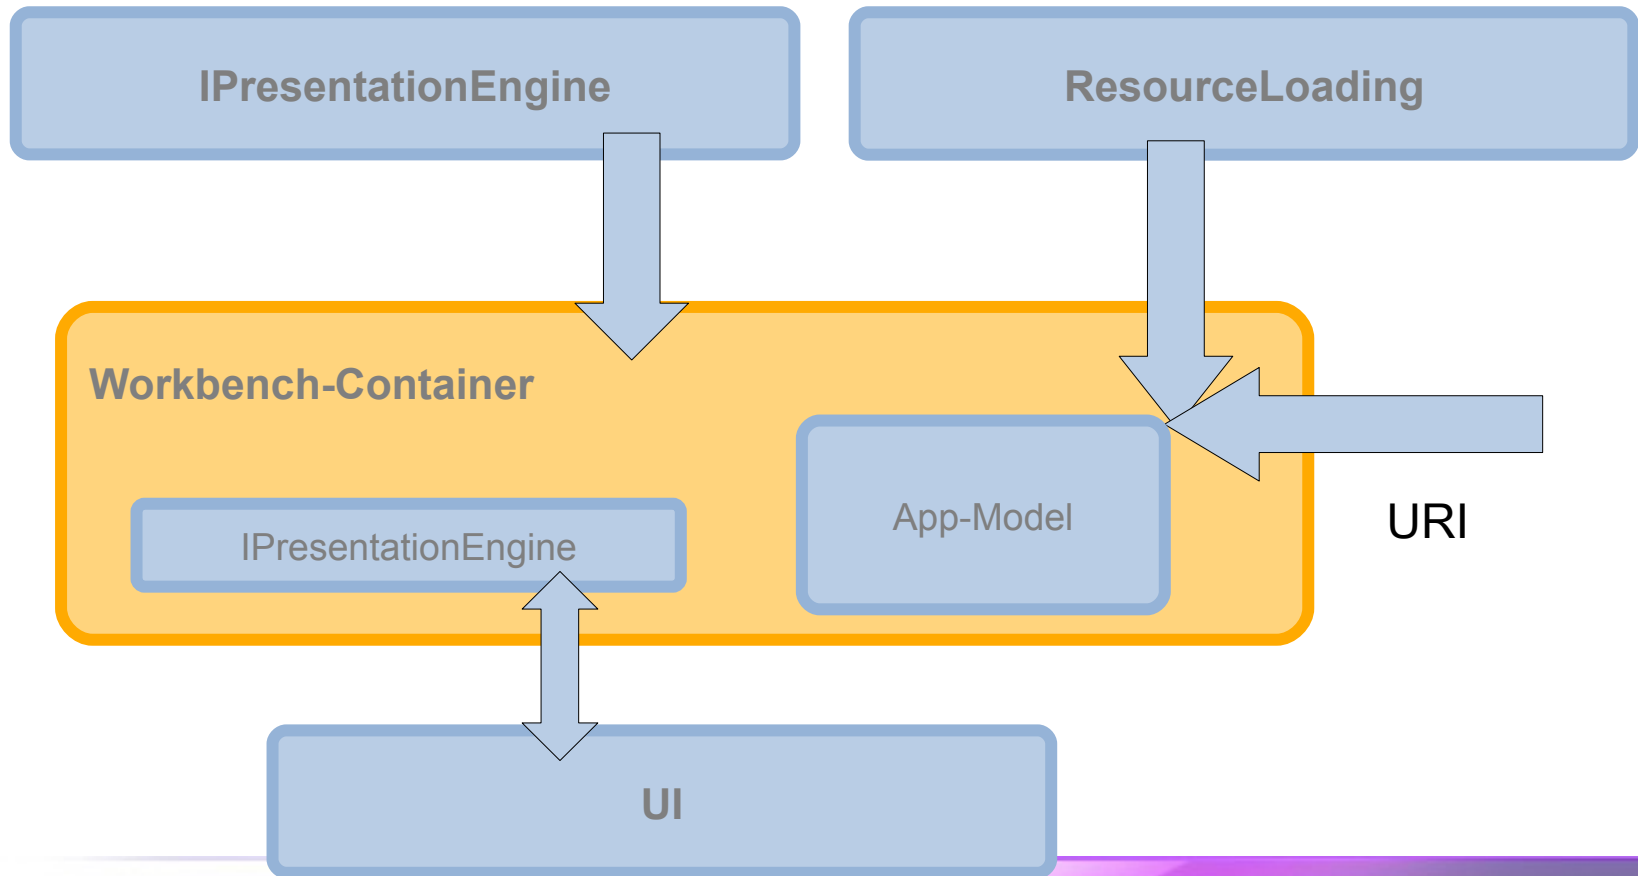 IPresentationEngine
ResourceLoading
Workbench-Container
App-Model
URI
IPresentationEngine
UI